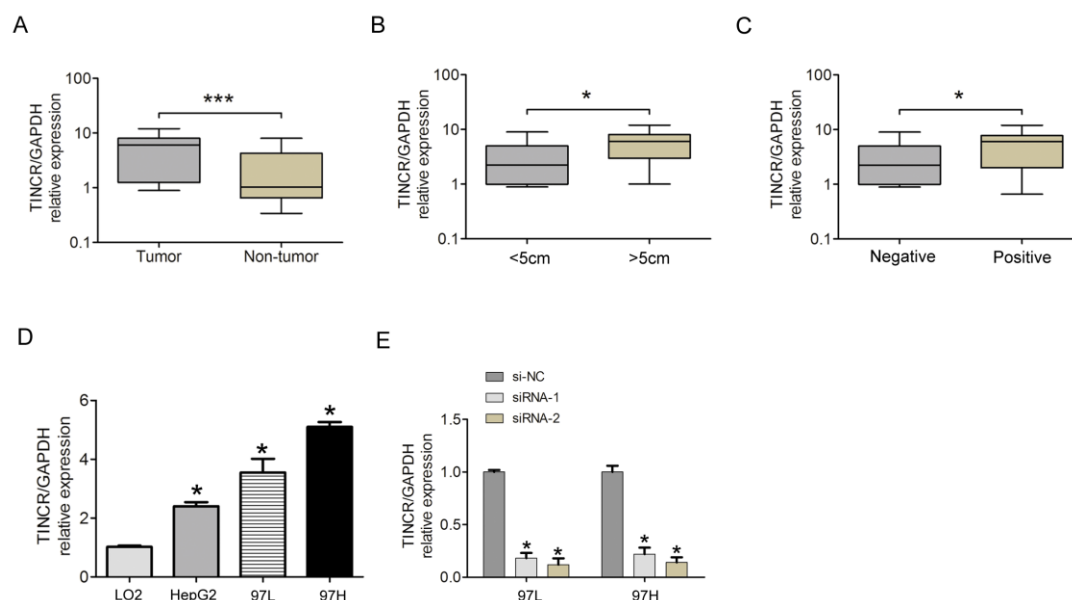 A
TINCR/GAPDH
relative expression
100
10
1
0.1
***
Tumor
Non-tumor
B
TINCR/GAPDH
relative expression
100
10
1
0.1
*
<5cm
>5cm
C
TINCR/GAPDH
relative expression
100
10
1
0.1
*
Negative
Positive
D
TINCR/GAPDH
relative expression
6
4
2
0
*
*
*
LO2
HepG2
97L
97H
E
si-NC
siRNA-1
siRNA-2
TINCR/GAPDH
relative expression
1.5
1.0
0.5
0.0
* *
* *
97L
97H